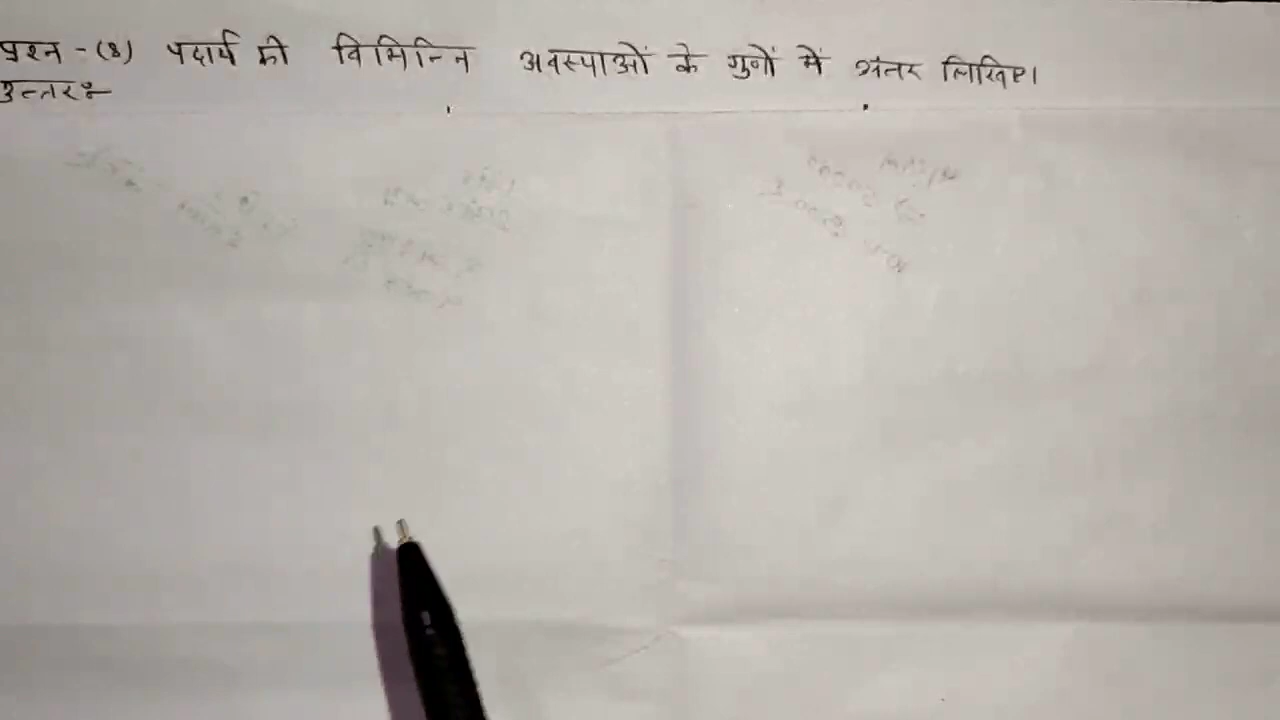 प्रश्न - (8) पदार्थ की विभिन्नि अवस्थाओं के गुणों में अंतर लिखिए।
उत्तर :-